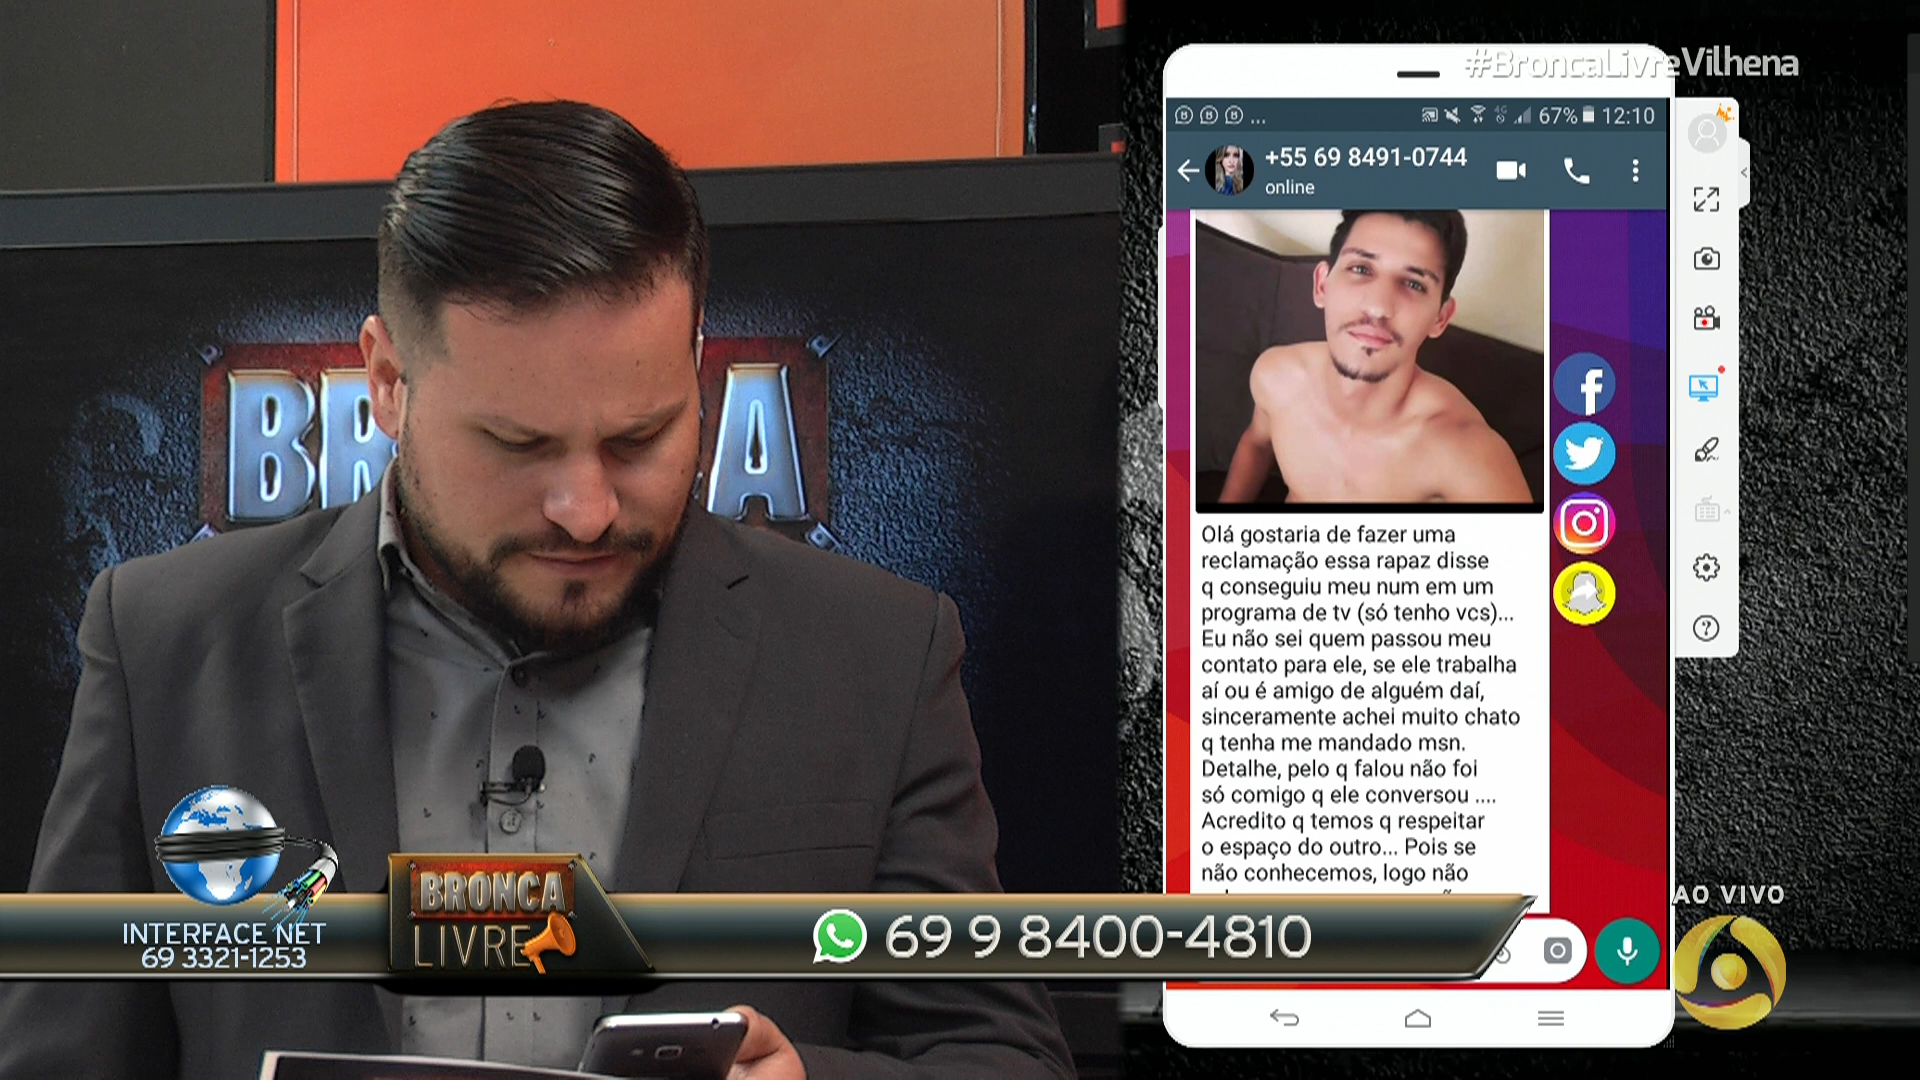 #BroncaLivreVilhena
... 4G 67% 12:10
+55 69 8491-0744
online
BR A
Olá gostaria de fazer uma
reclamação essa rapaz disse
q conseguiu meu num em um
programa de tv (só tenho vcs)...
Eu não sei quem passou meu
contato para ele, se ele trabalha
aí ou é amigo de alguém daí,
sinceramente achei muito chato
q tenha me mandado msn.
Detalhe, pelo q falou não foi
só comigo q ele conversou ....
Acredito q temos q respeitar
o espaço do outro... Pois se
não conhecemos, logo não
AO VIVO
INTERFACE NET
69 3321-1253
BRONCA
LIVRE
69 9 8400-4810